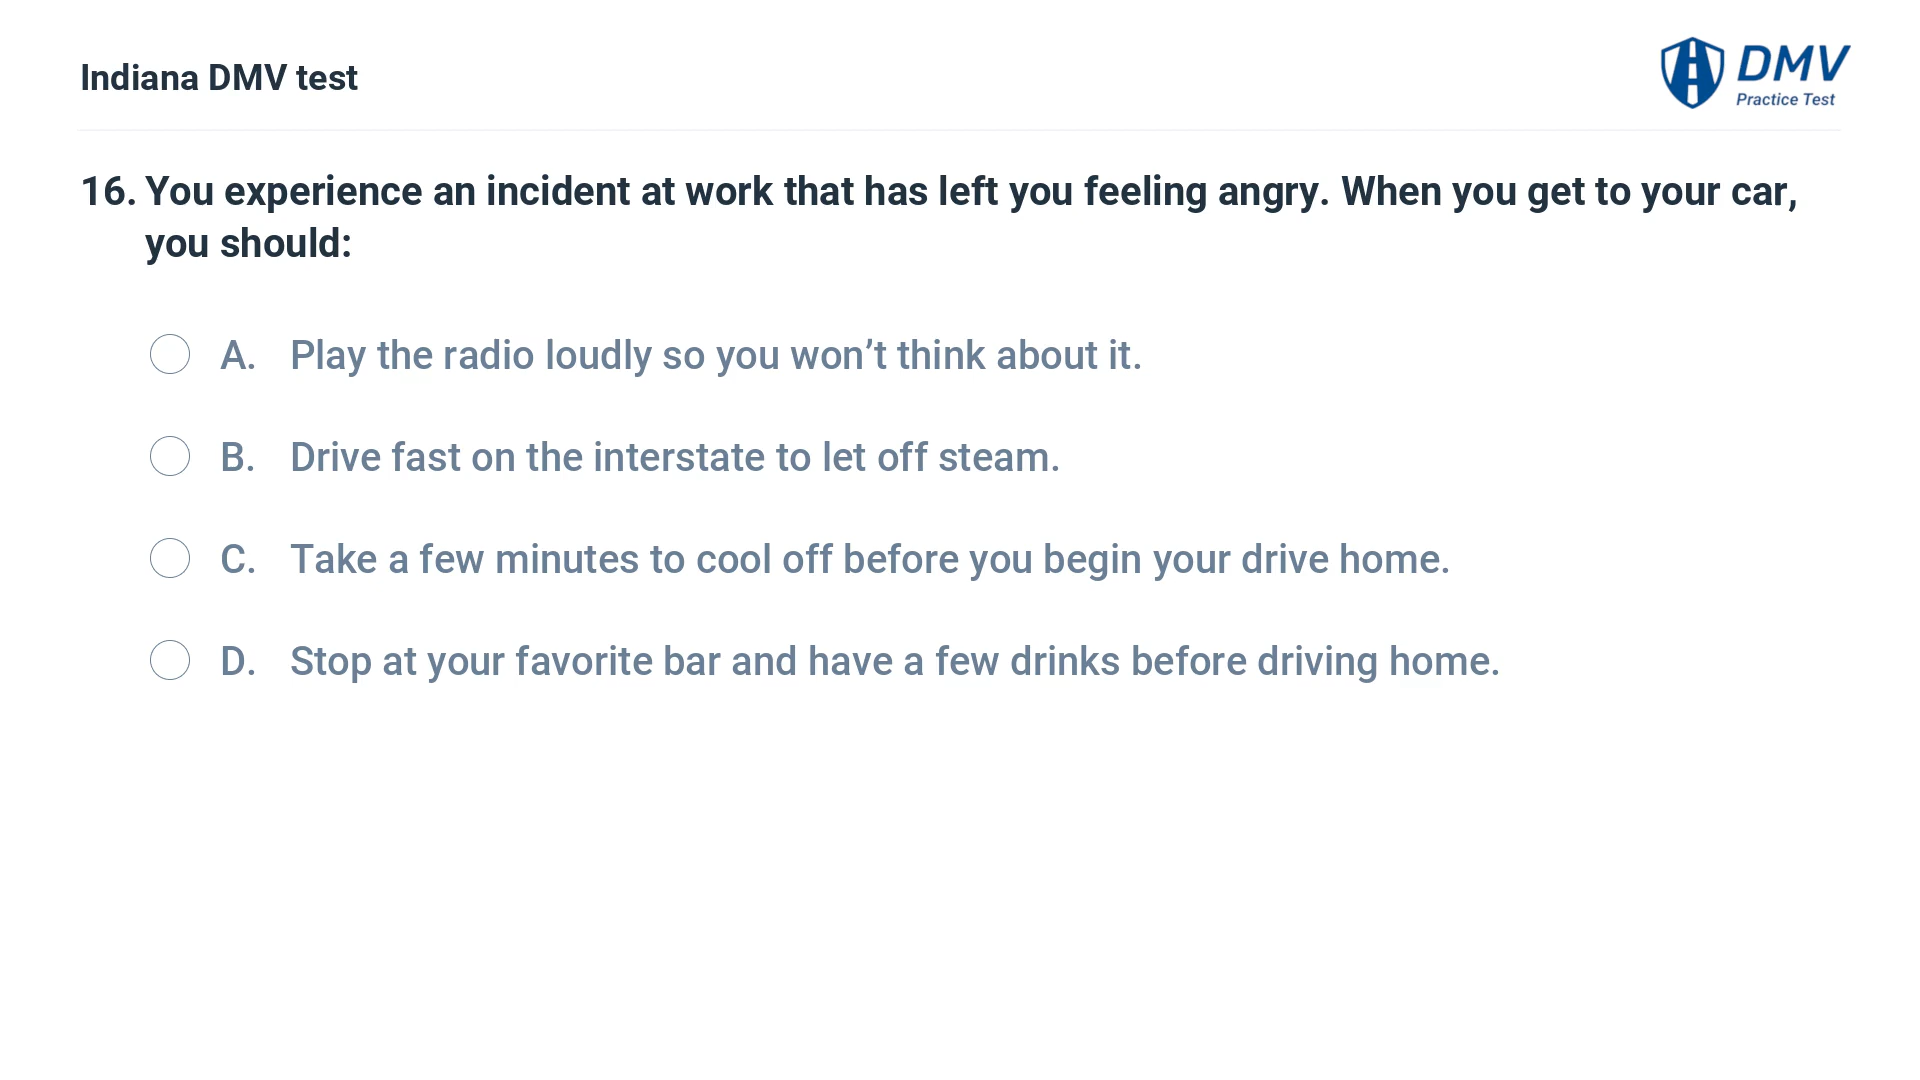 Indiana DMV test
DMV
Practice Test
16. You experience an incident at work that has left you feeling angry. When you get to your car,
you should:
A. Play the radio loudly so you won’t think about it.
B. Drive fast on the interstate to let off steam.
C. Take a few minutes to cool off before you begin your drive home.
D. Stop at your favorite bar and have a few drinks before driving home.